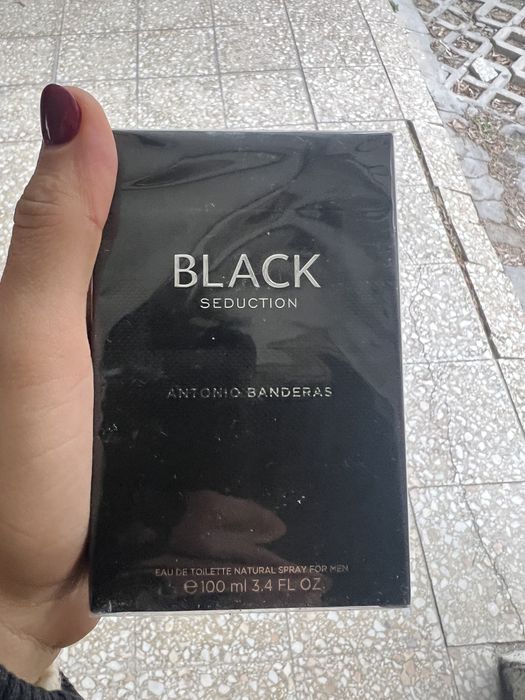 BLACK
SEDUCTION
ANTONIO BANDERAS
EAU DE TOILETTE NATURAL SPRAY FOR MEN
℮100 ml 3.4 FL OZ.